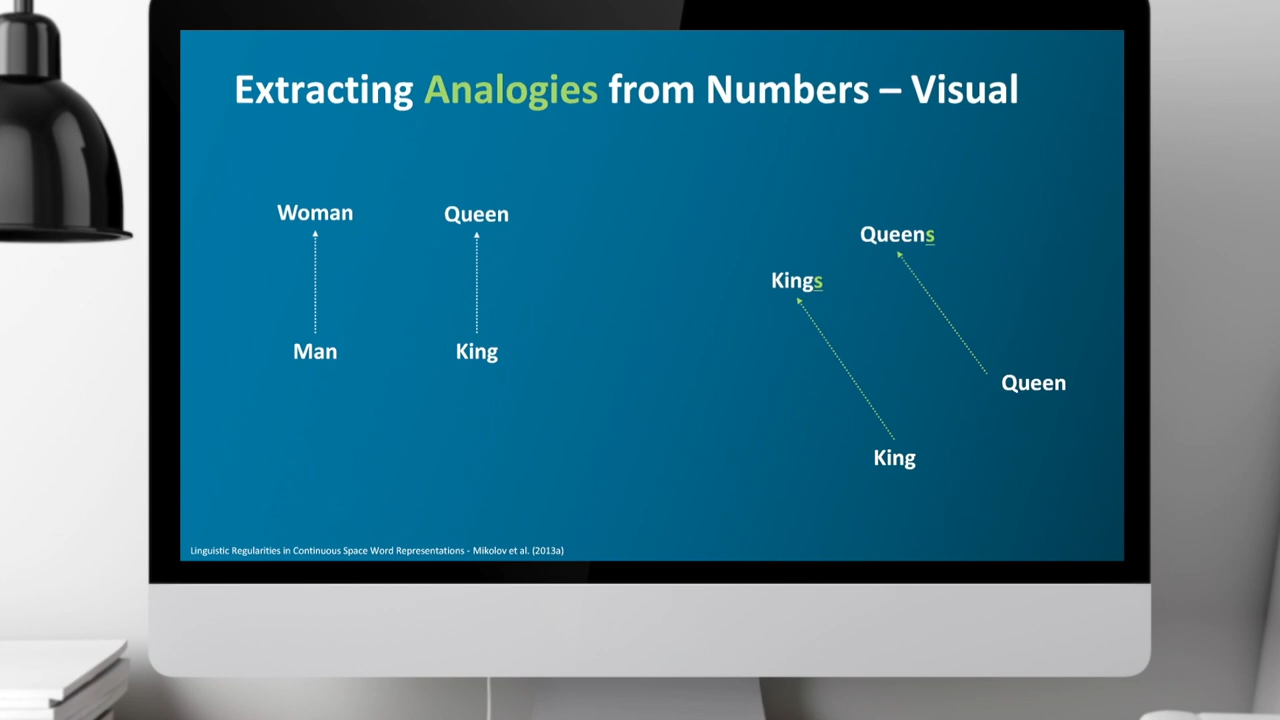 Extracting Analogies from Numbers – Visual
Woman
Queen
Man
King
Queens
Kings
Queen
King
Linguistic Regularities in Continuous Space Word Representations - Mikolov et al. (2013a)